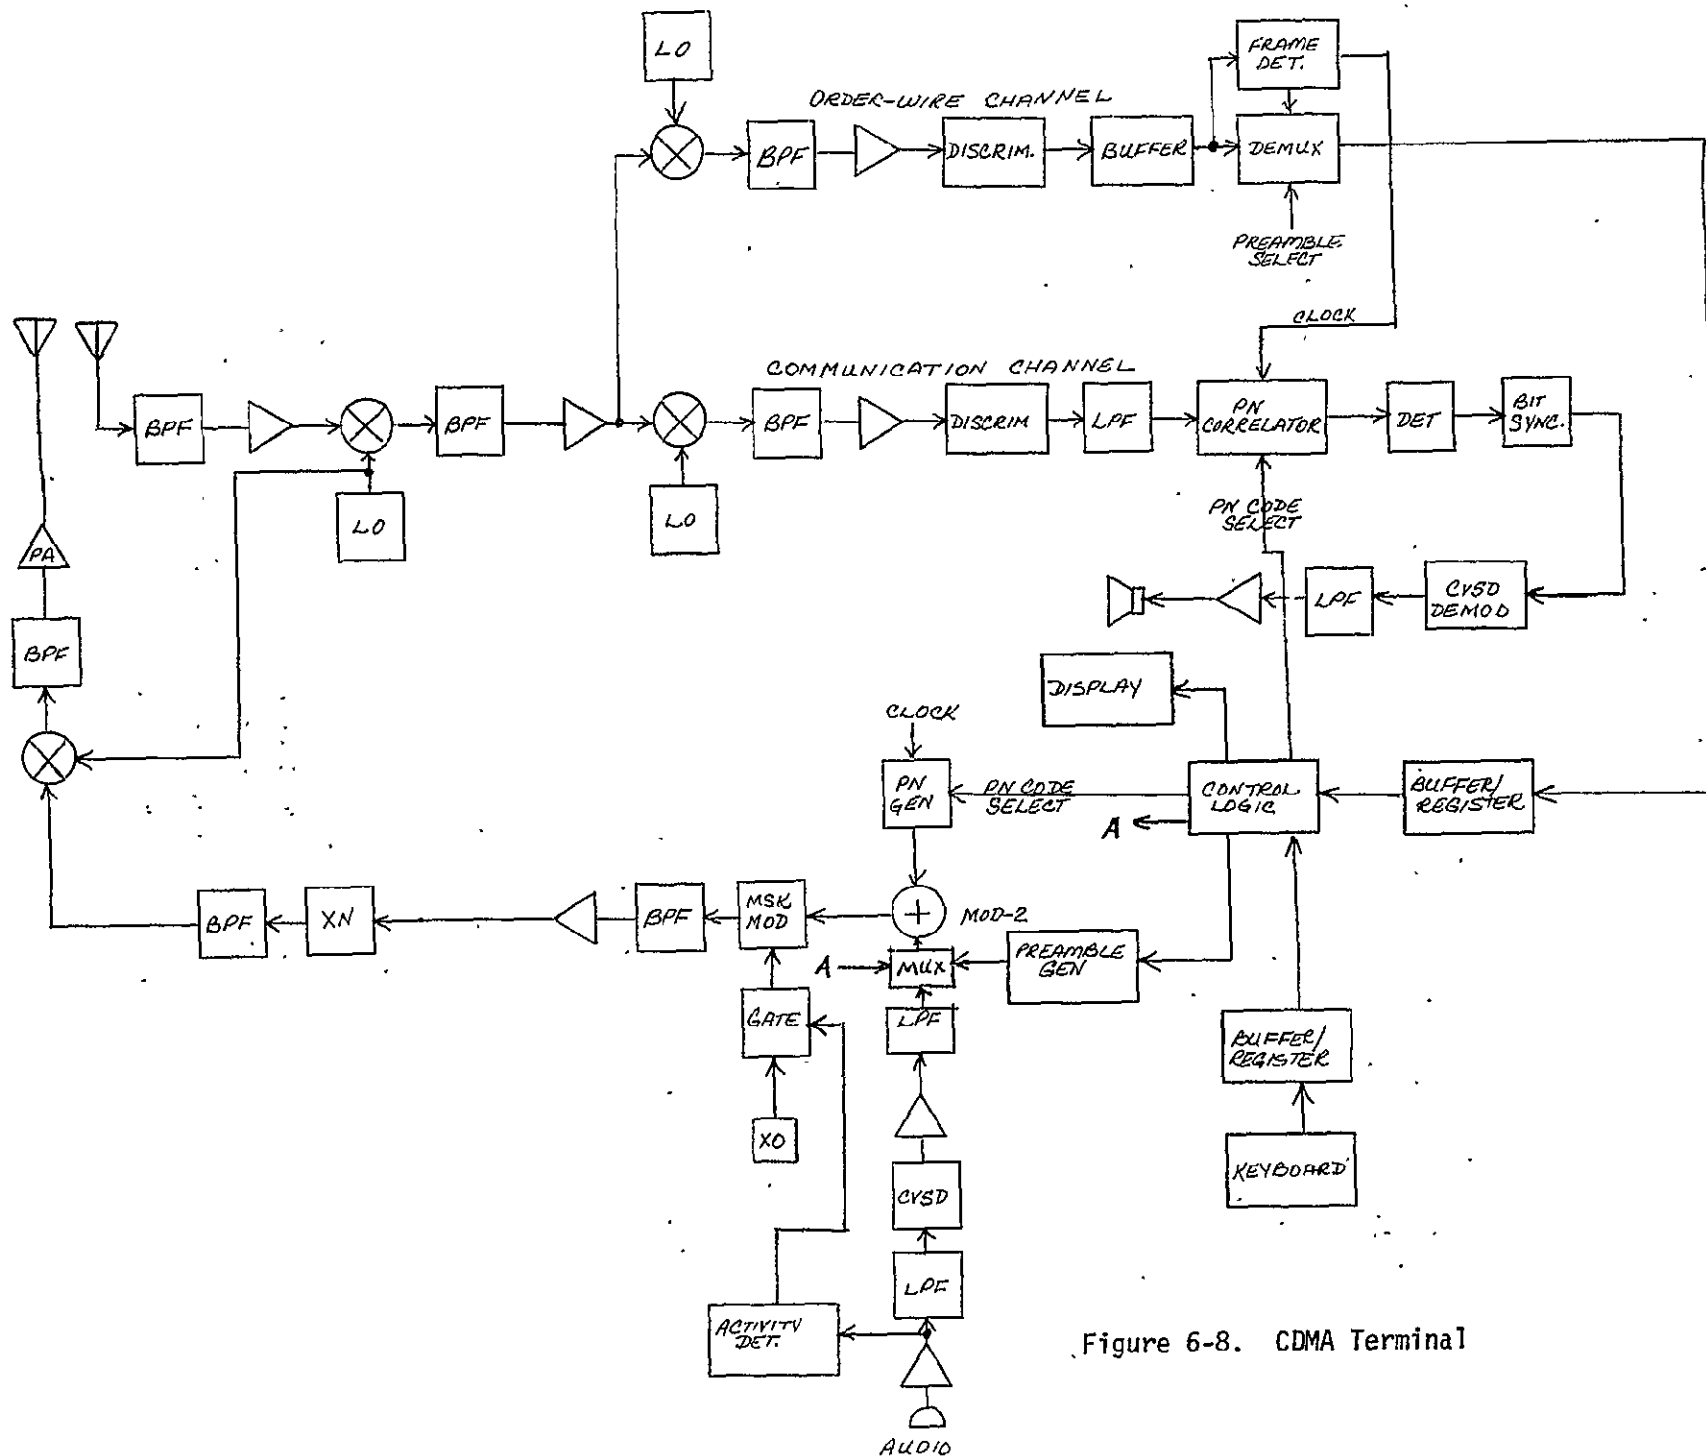 LO
FRAME
DET.
ORDER-WIRE CHANNEL
BPF
DISCRIM.
BUFFER
DEMUX
PREAMBLE
SELECT
CLOCK
COMMUNICATION CHANNEL
BPF
BPF
BPF
DISCRIM
LPF
PN
CORRELATOR
DET
BIT
SYNC.
LO
LO
PN CODE
SELECT
PA
LPF
CVSD
DEMOD
BPF
DISPLAY
CLOCK
PN
GEN
PN CODE
SELECT
CONTROL
LOGIC
BUFFER/
REGISTER
A
BPF
XN
BPF
MSK
MOD
+
MOD-2
A
MUX
PREAMBLE
GEN
GATE
LPF
BUFFER/
REGISTER
XO
KEYBOARD
CVSD
LPF
ACTIVITY
DET.
Figure 6-8. CDMA Terminal
AUDIO